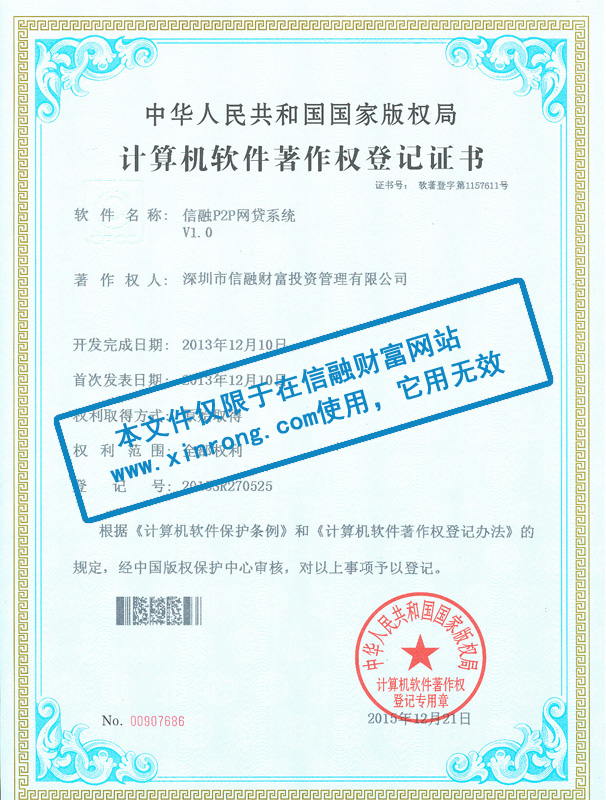 中华人民共和国国家版权局
计算机软件著作权登记证书
证书号： 软著登字第1157611号
软件名称： 信融P2P网贷系统
V1.0
著作权人： 深圳市信融财富投资管理有限公司
开发完成日期： 2013年12月10日
首次发表日期： 2013年12月10日
权利取得方式： 原始取得
权利范围： 全部权利
登记号： 2015SR270525
本文件仅限于在信融财富网站
www.xinrong.com使用，它用无效
根据《计算机软件保护条例》和《计算机软件著作权登记办法》的
规定，经中国版权保护中心审核，对以上事项予以登记。
中华人民共和国国家版权局
计算机软件著作权
登记专用章
No. 00907686
2015年12月21日